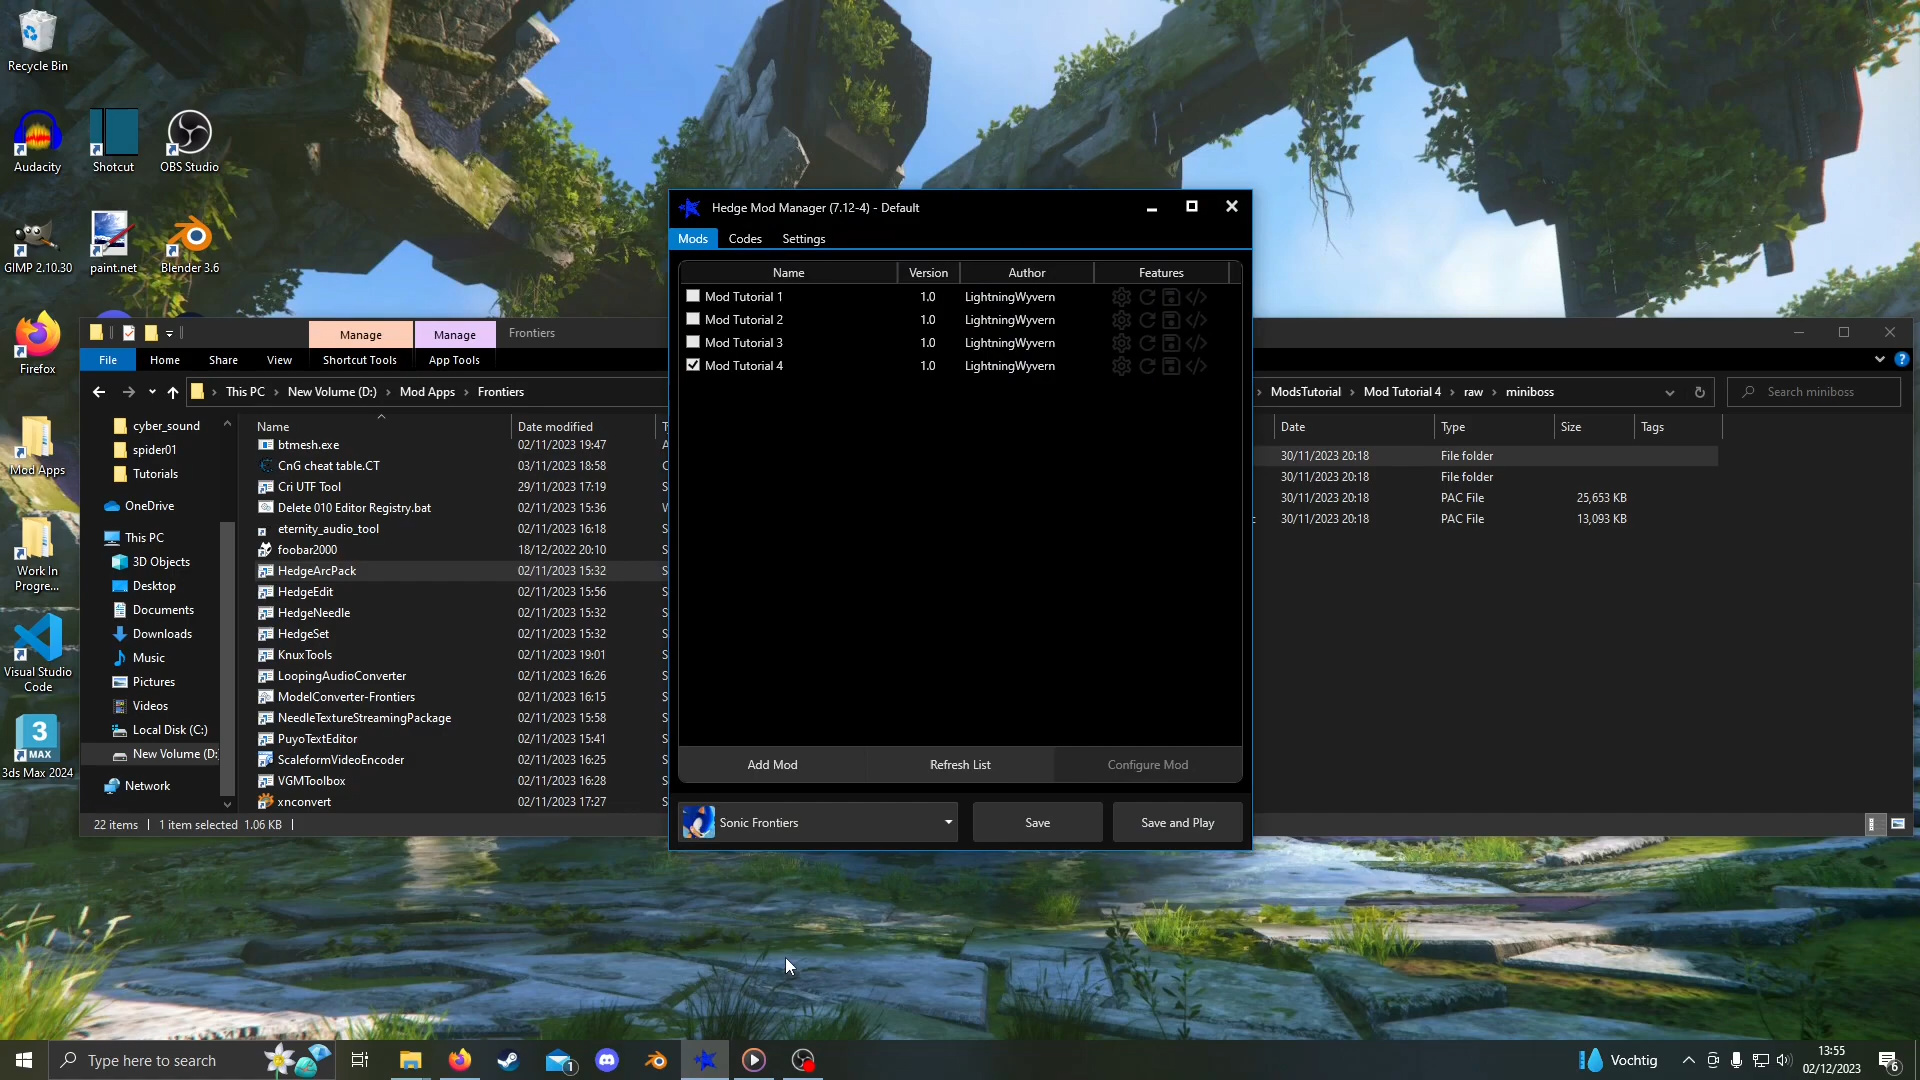 Recycle Bin
Audacity
Shotcut
OBS Studio
GIMP 2.10.30
paint.net
Blender 3.6
Firefox
Mod Apps
Work In
Progre...
Visual Studio
Code
3
MAX
3ds Max 2024
Manage
Manage
Frontiers
File
Home
Share
View
Shortcut Tools
App Tools
This PC
New Volume (D:)
Mod Apps
Frontiers
cyber_sound
spider01
Tutorials
OneDrive
This PC
3D Objects
Desktop
Documents
Downloads
Music
Pictures
Videos
Local Disk (C:)
New Volume (D:
Network
Name
Date modified
btmesh.exe 02/11/2023 19:47
CnG cheat table.CT 03/11/2023 18:58
Cri UTF Tool 29/11/2023 17:19
Delete 010 Editor Registry.bat 02/11/2023 15:36
eternity_audio_tool 02/11/2023 16:18
foobar2000 18/12/2022 20:10
HedgeArcPack 02/11/2023 15:32
HedgeEdit 02/11/2023 15:56
HedgeNeedle 02/11/2023 15:32
HedgeSet 02/11/2023 15:32
KnuxTools 02/11/2023 19:01
LoopingAudioConverter 02/11/2023 16:26
ModelConverter-Frontiers 02/11/2023 16:15
NeedleTextureStreamingPackage 02/11/2023 15:58
PuyoTextEditor 02/11/2023 15:41
ScaleformVideoEncoder 02/11/2023 16:25
VGMToolbox 02/11/2023 16:28
xnconvert 02/11/2023 17:27
22 items
1 item selected 1.06 KB
Hedge Mod Manager (7.12-4) - Default
Mods
Codes
Settings
Name Version Author Features
Mod Tutorial 1 1.0 LightningWyvern
Mod Tutorial 2 1.0 LightningWyvern
Mod Tutorial 3 1.0 LightningWyvern
Mod Tutorial 4 1.0 LightningWyvern
Add Mod
Refresh List
Configure Mod
Sonic Frontiers
Save
Save and Play
ModsTutorial
Mod Tutorial 4
raw
miniboss
Search miniboss
Date Type Size Tags
30/11/2023 20:18 File folder
30/11/2023 20:18 File folder
30/11/2023 20:18 PAC File 25,653 KB
30/11/2023 20:18 PAC File 13,093 KB
Type here to search
1
Vochtig
13:55
02/12/2023
6